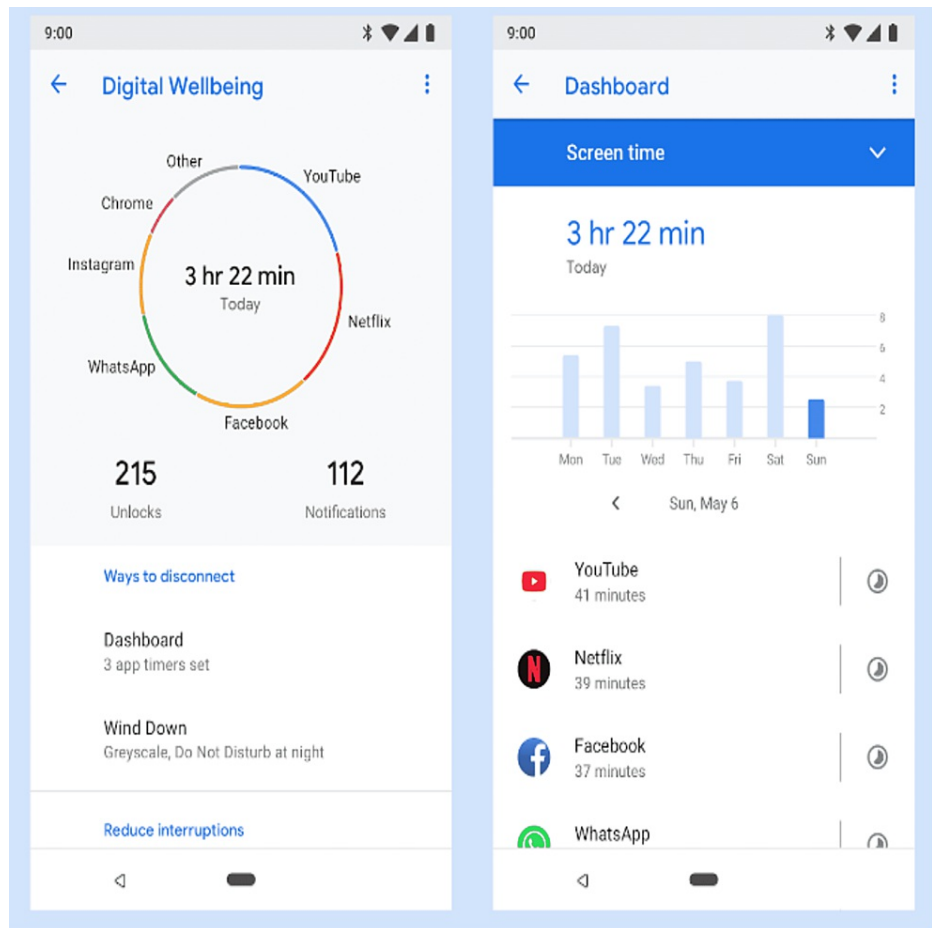 9:00
Digital Wellbeing
Other
YouTube
Chrome
Instagram
3 hr 22 min
Today
Netflix
WhatsApp
Facebook
215
112
Unlocks
Notifications
Ways to disconnect
Dashboard
3 app timers set
Wind Down
Greyscale, Do Not Disturb at night
Reduce interruptions
9:00
Dashboard
Screen time
3 hr 22 min
Today
8
6
4
2
Mon Tue Wed Thu Fri Sat Sun
Sun, May 6
YouTube
41 minutes
N
Netflix
39 minutes
f
Facebook
37 minutes
WhatsApp